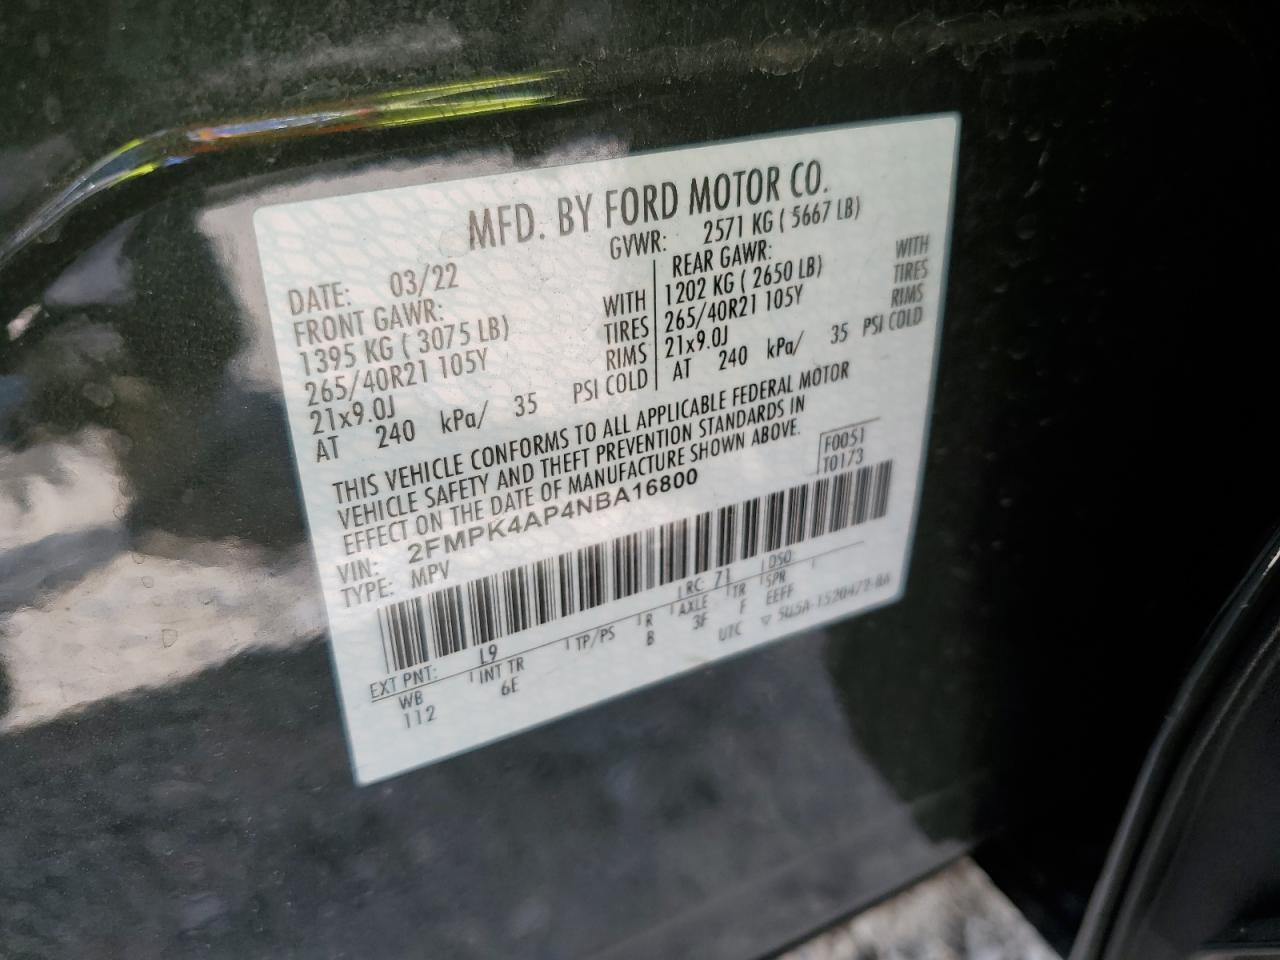 MFD. BY FORD MOTOR CO.
DATE: 03/22
GVWR: 2571 KG ( 5667 LB)
FRONT GAWR:
1395 KG ( 3075 LB) WITH
265/40R21 105Y TIRES
21x9.0J RIMS
AT 240 kPa/ 35 PSI COLD
REAR GAWR:
1202 KG ( 2650 LB) WITH
265/40R21 105Y TIRES
21x9.0J RIMS
AT 240 kPa/ 35 PSI COLD
THIS VEHICLE CONFORMS TO ALL APPLICABLE FEDERAL MOTOR
VEHICLE SAFETY AND THEFT PREVENTION STANDARDS IN
EFFECT ON THE DATE OF MANUFACTURE SHOWN ABOVE.
F0051
T0173
VIN: 2FMPK4AP4NBA16800
TYPE: MPV
EXT PNT: L9 RC: 71 DSO:
WB INT TR TP/PS R AXLE TR SPR
112 6E B 3F F EEFF
UTC ▽ SU5A-1520472-BA